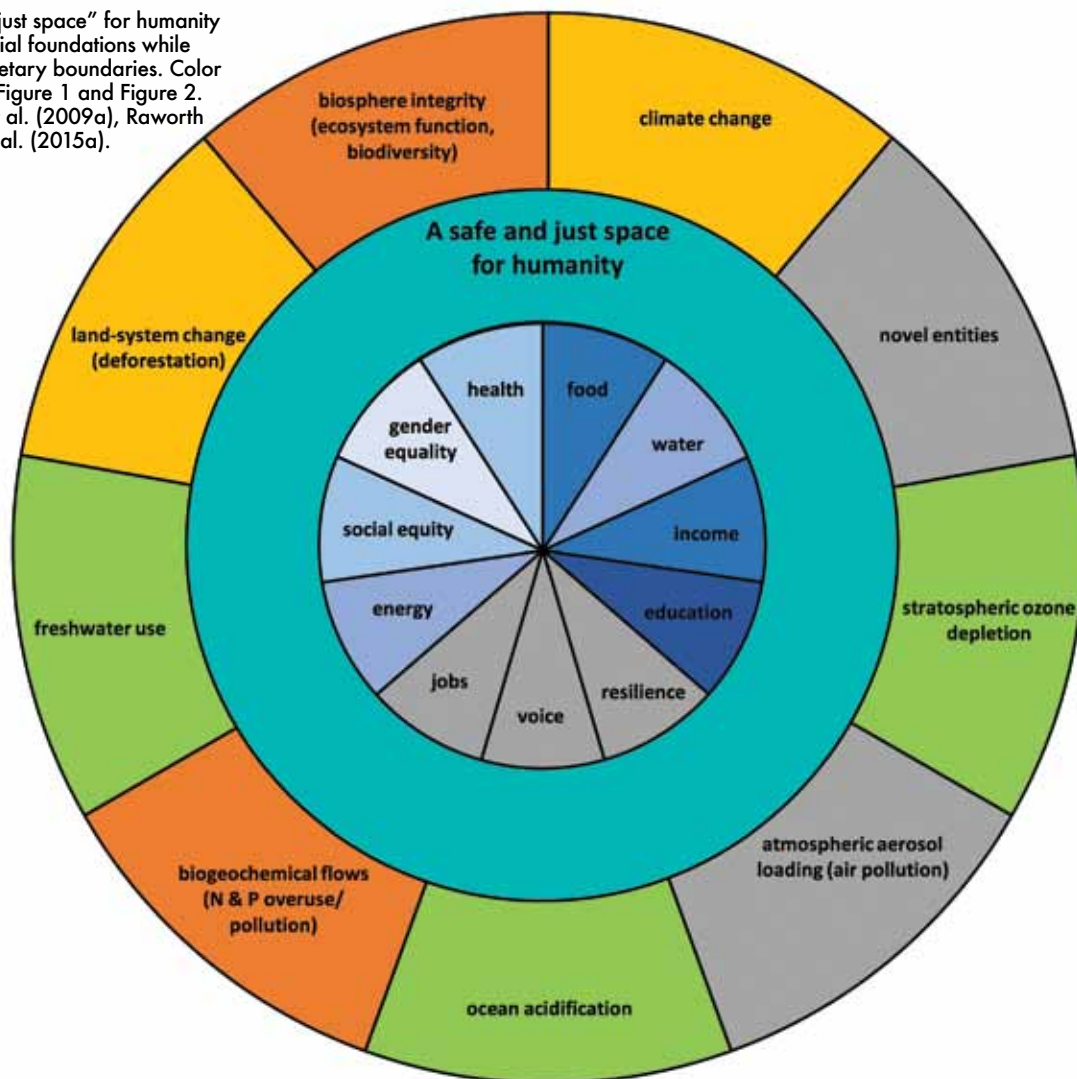 just space” for humanity
ial foundations while
etary boundaries. Color
Figure 1 and Figure 2.
al. (2009a), Raworth
al. (2015a).
biosphere integrity
(ecosystem function,
biodiversity)
climate change
novel entities
stratospheric ozone
depletion
atmospheric aerosol
loading (air pollution)
ocean acidification
biogeochemical flows
(N & P overuse/
pollution)
freshwater use
land-system change
(deforestation)
A safe and just space
for humanity
food
water
income
education
resilience
voice
jobs
energy
social equity
gender
equality
health